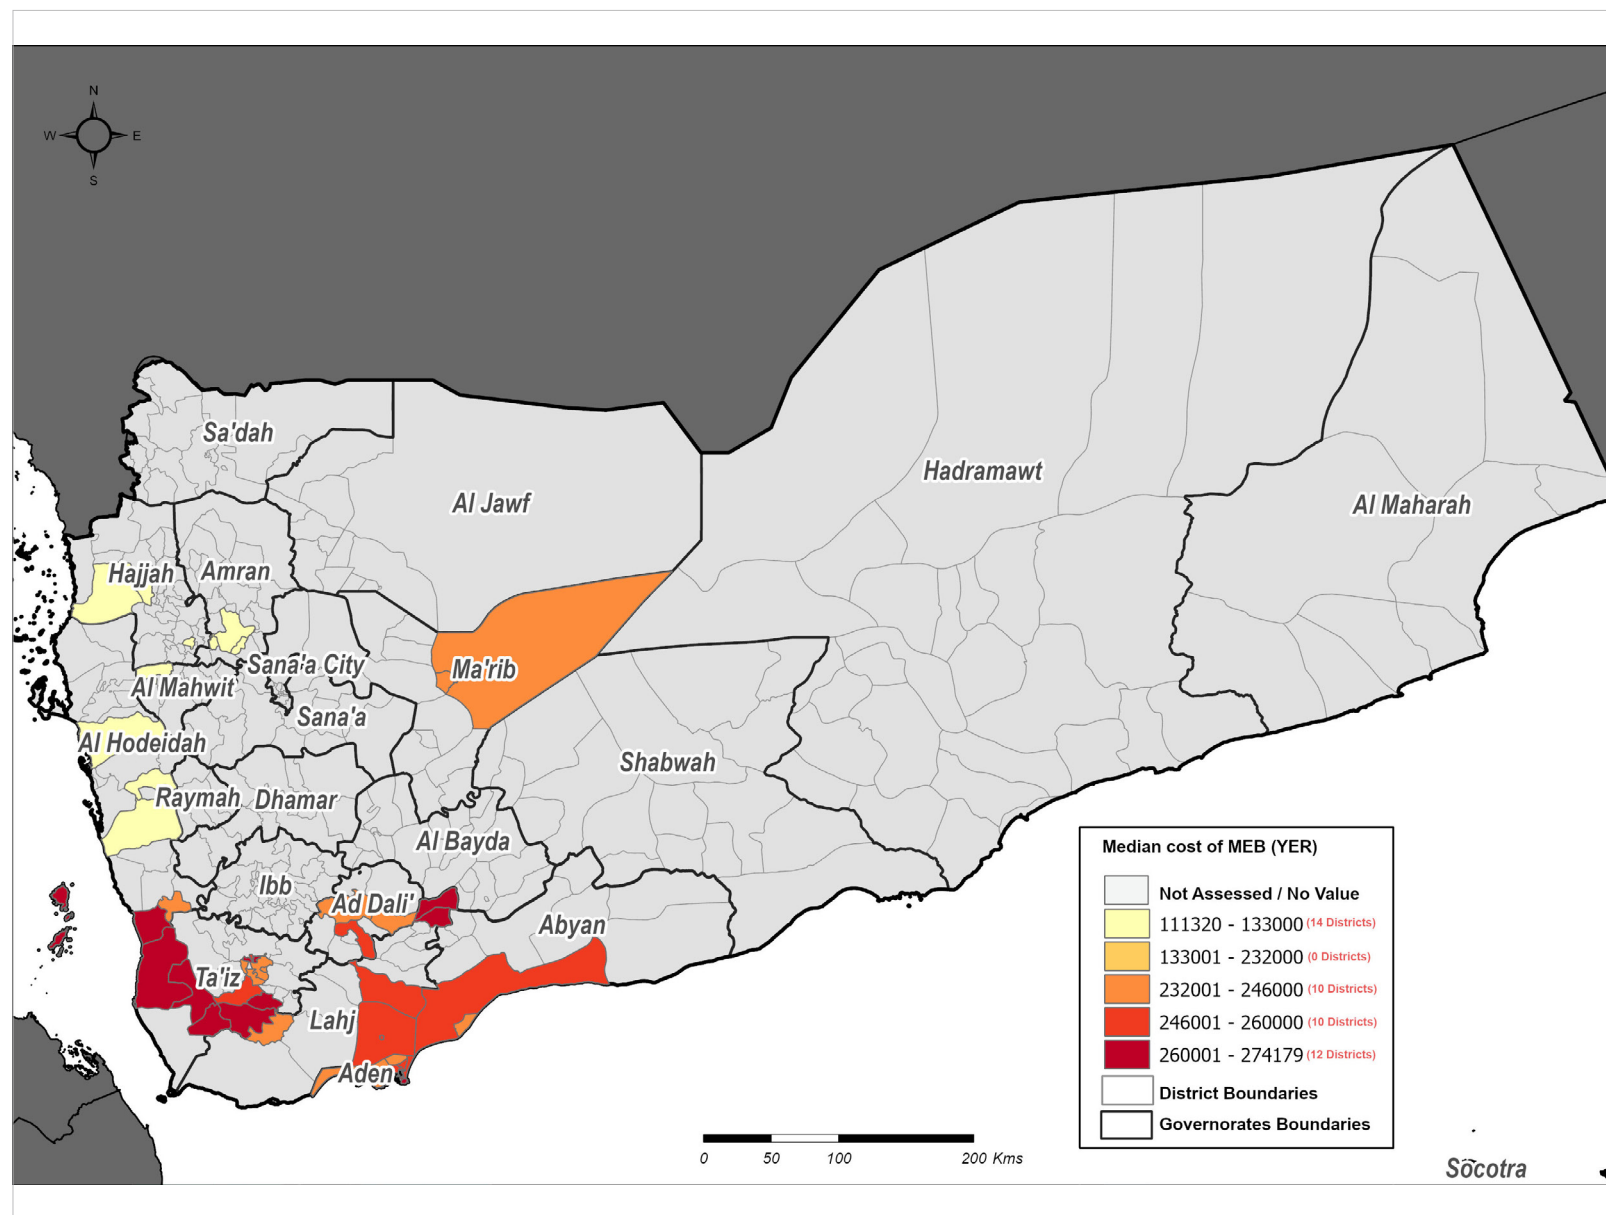 N
W E
S
Sa'dah
Al Jawf
Hadramawt
Al Maharah
Hajjah
Amran
Sana'a City
Ma'rib
Al Mahwit
Sana'a
Al Hodeidah
Shabwah
Raymah
Dhamar
Al Bayda
Ibb
Ad Dali'
Abyan
Ta'iz
Lahj
Aden
Median cost of MEB (YER)
Not Assessed / No Value
111320 - 133000 (14 Districts)
133001 - 232000 (0 Districts)
232001 - 246000 (10 Districts)
246001 - 260000 (10 Districts)
260001 - 274179 (12 Districts)
District Boundaries
Governorates Boundaries
0 50 100 200 Kms
Socotra